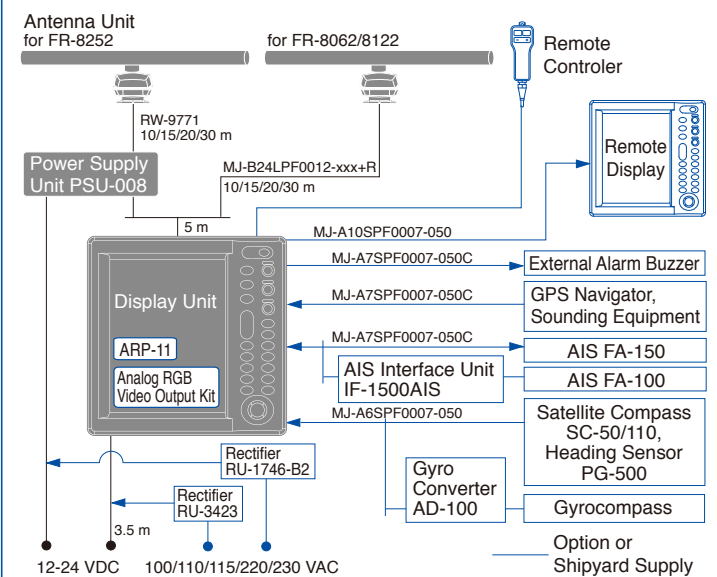 Antenna Unit
for FR-8252
for FR-8062/8122
Remote
Controler
RW-9771
10/15/20/30 m
Power Supply
Unit PSU-008
MJ-B24LPF0012-xxx+R
10/15/20/30 m
Remote
Display
5 m
MJ-A10SPF0007-050
MJ-A7SPF0007-050C
External Alarm Buzzer
Display Unit
MJ-A7SPF0007-050C
GPS Navigator,
Sounding Equipment
ARP-11
MJ-A7SPF0007-050C
AIS FA-150
Analog RGB
Video Output Kit
AIS Interface Unit
IF-1500AIS
AIS FA-100
MJ-A6SPF0007-050
Satellite Compass
SC-50/110,
Heading Sensor
PG-500
Rectifier
RU-1746-B2
Gyro
Converter
AD-100
Gyrocompass
Rectifier
RU-3423
3.5 m
12-24 VDC
100/110/115/220/230 VAC
Option or
Shipyard Supply